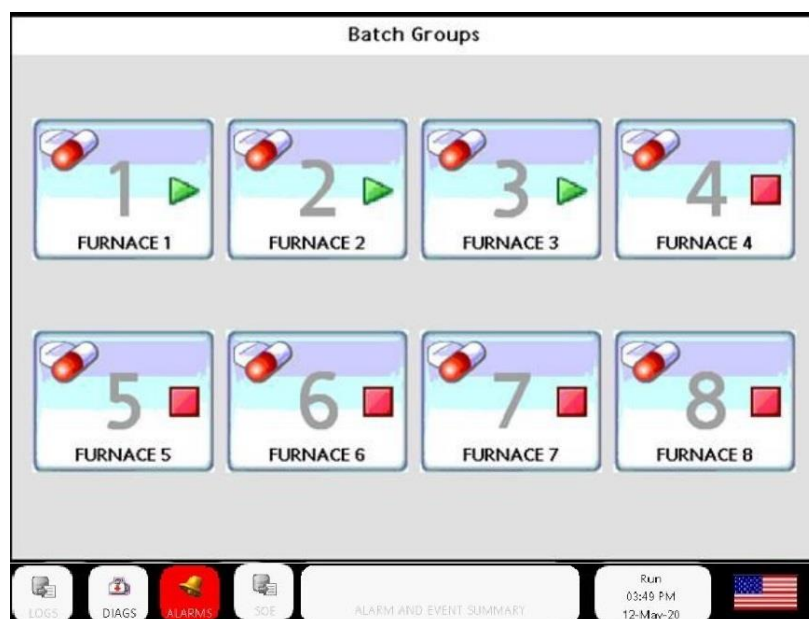 Batch Groups
1
FURNACE 1
2
FURNACE 2
3
FURNACE 3
4
FURNACE 4
5
FURNACE 5
6
FURNACE 6
7
FURNACE 7
8
FURNACE 8
LOGS
DIAGS
ALARMS
SOE
ALARM AND EVENT SUMMARY
Run
03:49 PM
12-May-20